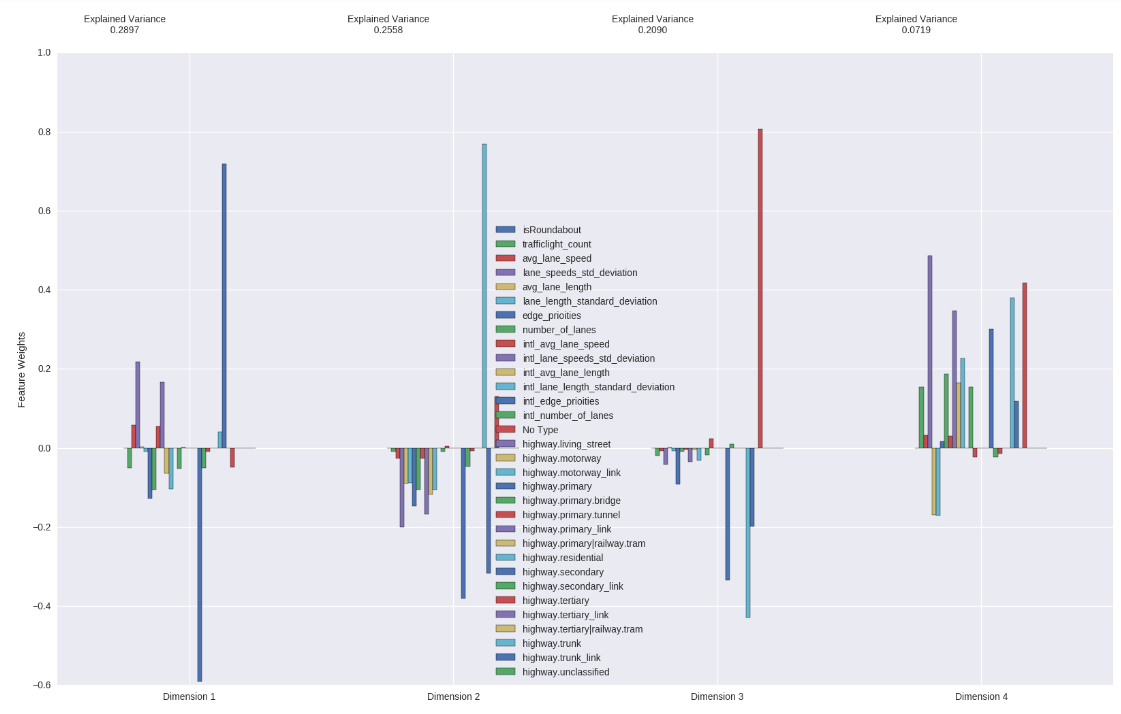 Explained Variance
0.2897
Explained Variance
0.2558
Explained Variance
0.2090
Explained Variance
0.0719
1.0
0.8
0.6
0.4
0.2
0.0
−0.2
−0.4
−0.6
Feature Weights
isRoundabout
trafficlight_count
avg_lane_speed
lane_speeds_std_deviation
avg_lane_length
lane_length_standard_deviation
edge_prioities
number_of_lanes
intl_avg_lane_speed
intl_lane_speeds_std_deviation
intl_avg_lane_length
intl_lane_length_standard_deviation
intl_edge_prioities
intl_number_of_lanes
No Type
highway.living_street
highway.motorway
highway.motorway_link
highway.primary
highway.primary.bridge
highway.primary.tunnel
highway.primary_link
highway.primary|railway.tram
highway.residential
highway.secondary
highway.secondary_link
highway.tertiary
highway.tertiary_link
highway.tertiary|railway.tram
highway.trunk
highway.trunk_link
highway.unclassified
Dimension 1
Dimension 2
Dimension 3
Dimension 4